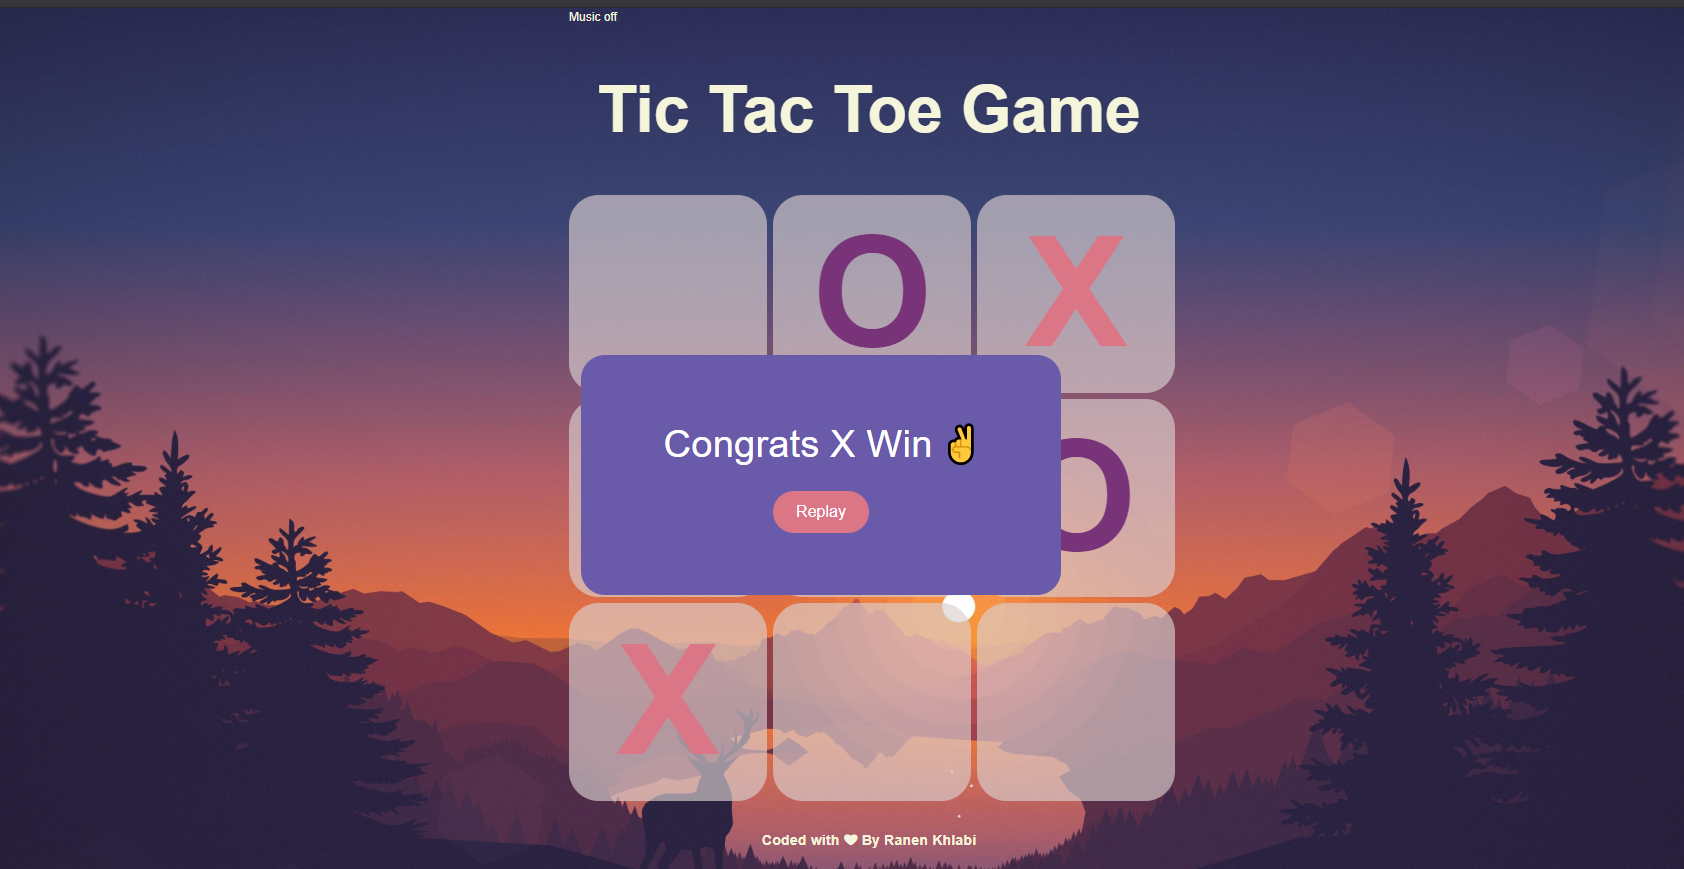 Music off
Tic Tac Toe Game
O X
Congrats X Win ✌
O
Replay
X
Coded with ❤ By Ranen Khlabi